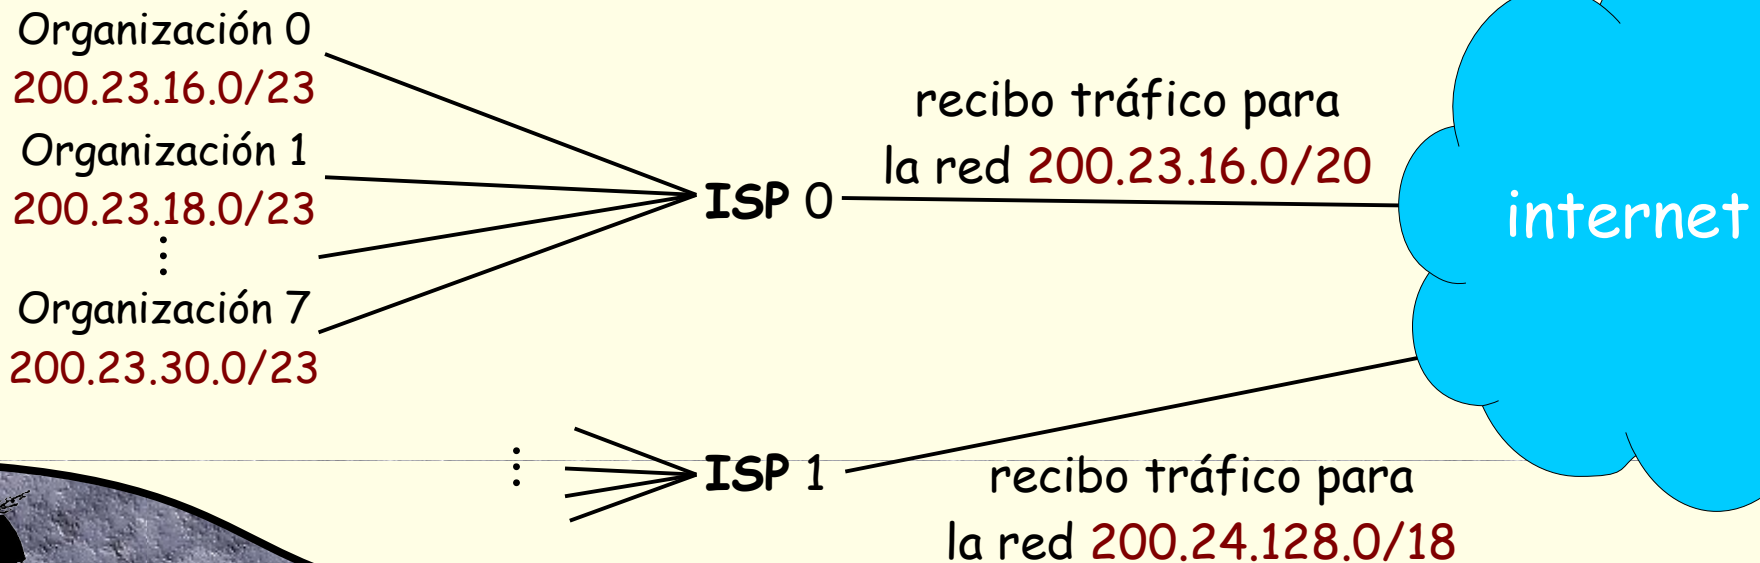 Organización 0
200.23.16.0/23
Organización 1
200.23.18.0/23
⋮
Organización 7
200.23.30.0/23
ISP 0
recibo tráfico para
la red 200.23.16.0/20
internet
⋮
ISP 1
recibo tráfico para
la red 200.24.128.0/18